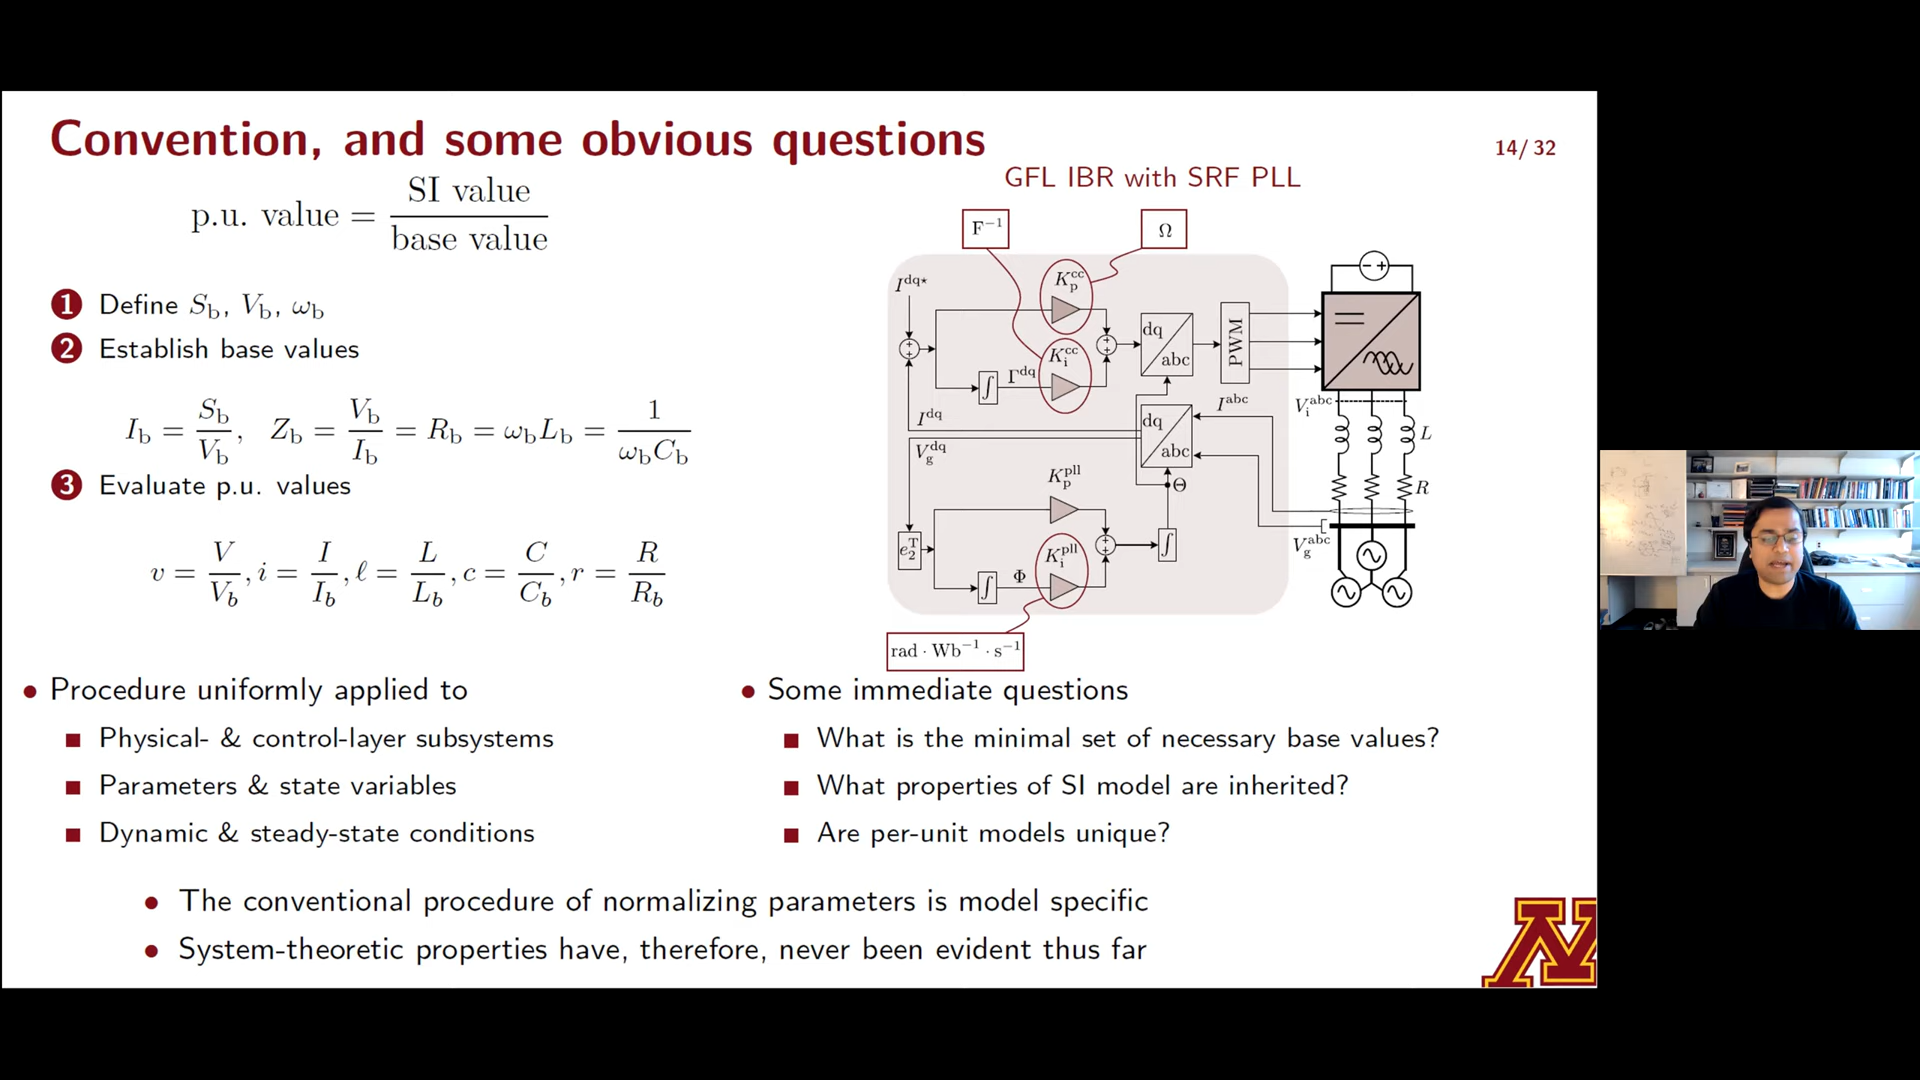 Convention, and some obvious questions
14/ 32
p.u. value = SI value / base value
1 Define S_b, V_b, ω_b
2 Establish base values
I_b = S_b / V_b, Z_b = V_b / I_b = R_b = ω_b L_b = 1 / ω_b C_b
3 Evaluate p.u. values
v = V / V_b, i = I / I_b, ℓ = L / L_b, c = C / C_b, r = R / R_b
GFL IBR with SRF PLL
F⁻¹
Ω
I^dq⋆
K_p^cc
K_i^cc
∫
Γ^dq
dq
abc
PWM
I^dq
V_g^dq
dq
abc
I^abc
V_i^abc
L
R
V_g^abc
Θ
K_p^pll
e_2^T
K_i^pll
∫
Φ
∫
rad · Wb⁻¹ · s⁻¹
• Procedure uniformly applied to
■ Physical- & control-layer subsystems
■ Parameters & state variables
■ Dynamic & steady-state conditions
• Some immediate questions
■ What is the minimal set of necessary base values?
■ What properties of SI model are inherited?
■ Are per-unit models unique?
• The conventional procedure of normalizing parameters is model specific
• System-theoretic properties have, therefore, never been evident thus far